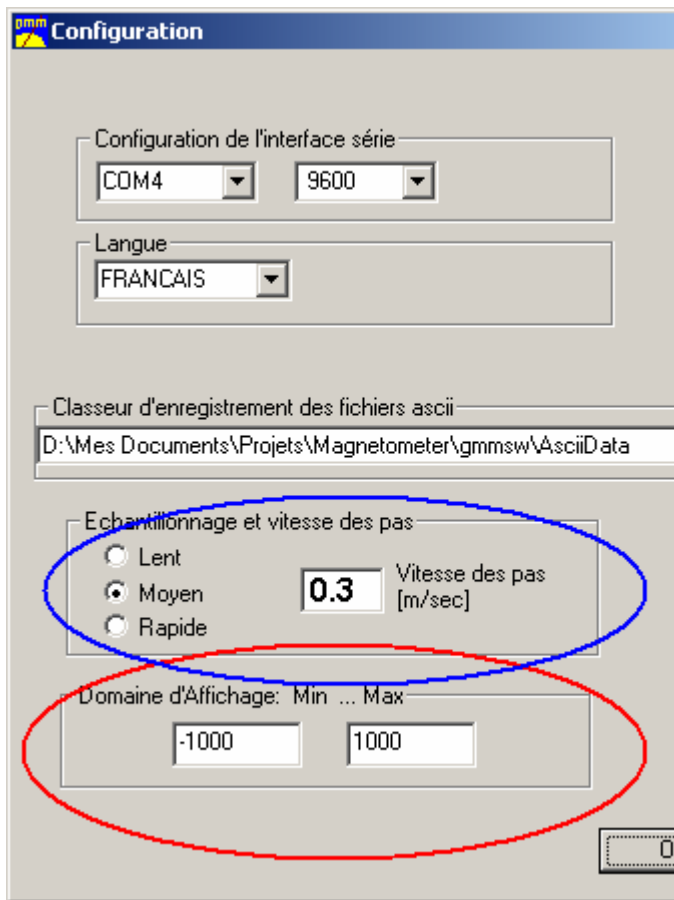 gmm
Configuration
Configuration de l'interface série
COM4 9600
Langue
FRANCAIS
Classeur d'enregistrement des fichiers ascii
D:\Mes Documents\Projets\Magnetometer\gmmsw\AsciiData
Echantillonnage et vitesse des pas
Lent
Moyen
Rapide
0.3
Vitesse des pas
[m/sec]
Domaine d'Affichage: Min ... Max
-1000 1000